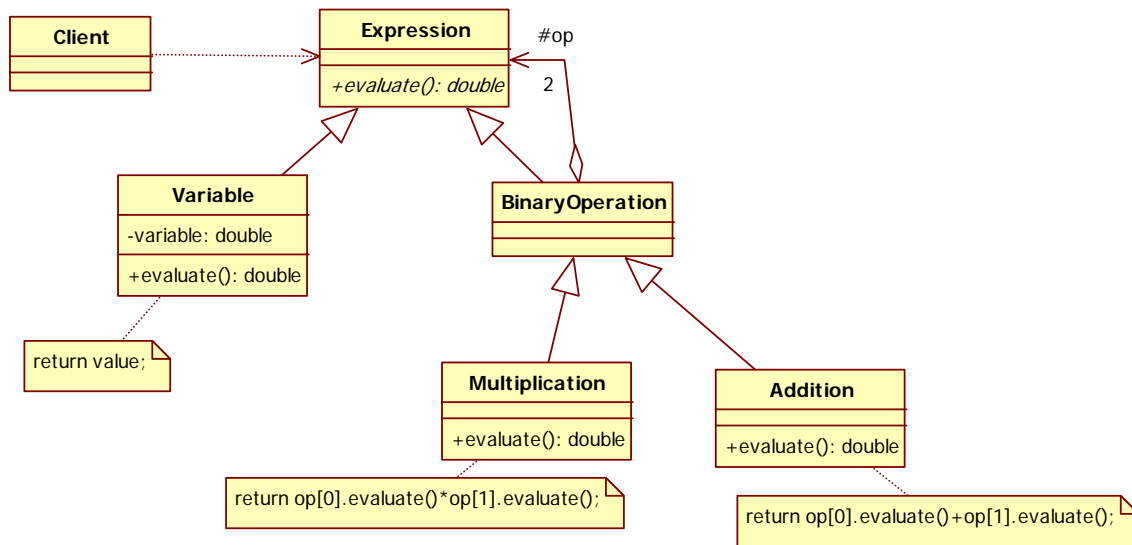 Client
Expression
+evaluate(): double
#op
2
Variable
-variable: double
+evaluate(): double
BinaryOperation
return value;
Multiplication
+evaluate(): double
Addition
+evaluate(): double
return op[0].evaluate()*op[1].evaluate();
return op[0].evaluate()+op[1].evaluate();